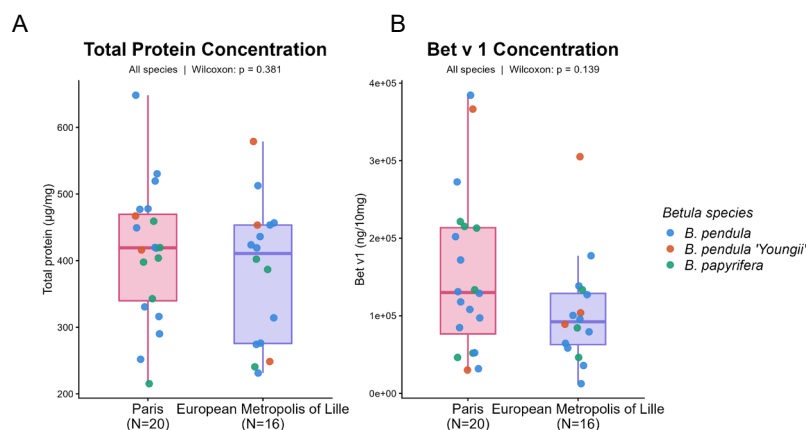 A
Total Protein Concentration
All species | Wilcoxon: p = 0.381
Total protein (µg/mg)
600
500
400
300
200
Paris
(N=20)
European Metropolis of Lille
(N=16)
B
Bet v 1 Concentration
All species | Wilcoxon: p = 0.139
Bet v1 (ng/10mg)
4e+05
3e+05
2e+05
1e+05
0e+00
Paris
(N=20)
European Metropolis of Lille
(N=16)
Betula species
B. pendula
B. pendula 'Youngii'
B. papyrifera